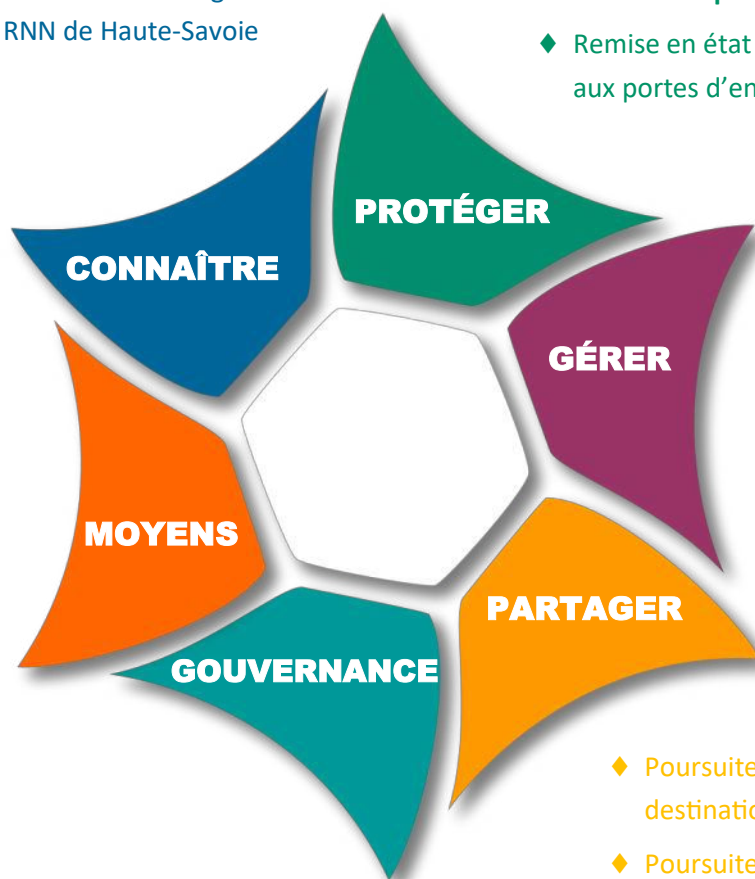 RNN de Haute-Savoie
♦ Remise en état
aux portes d'en
PROTÉGER
CONNAÎTRE
GÉRER
MOYENS
PARTAGER
GOUVERNANCE
♦ Poursuite
destinatio
♦ Poursuite